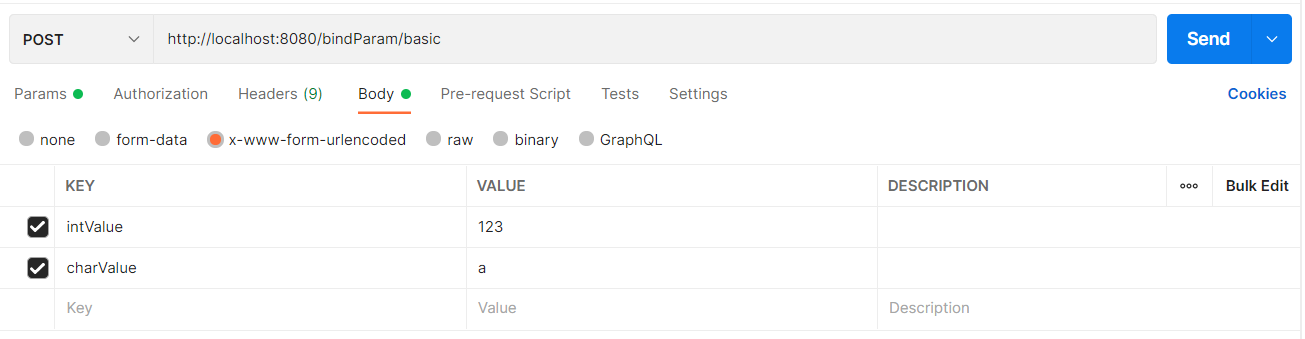 POST http://localhost:8080/bindParam/basic Send
Params Authorization Headers (9) Body Pre-request Script Tests Settings Cookies
none form-data x-www-form-urlencoded raw binary GraphQL
KEY VALUE DESCRIPTION ooo Bulk Edit
intValue 123
charValue a
Key Value Description